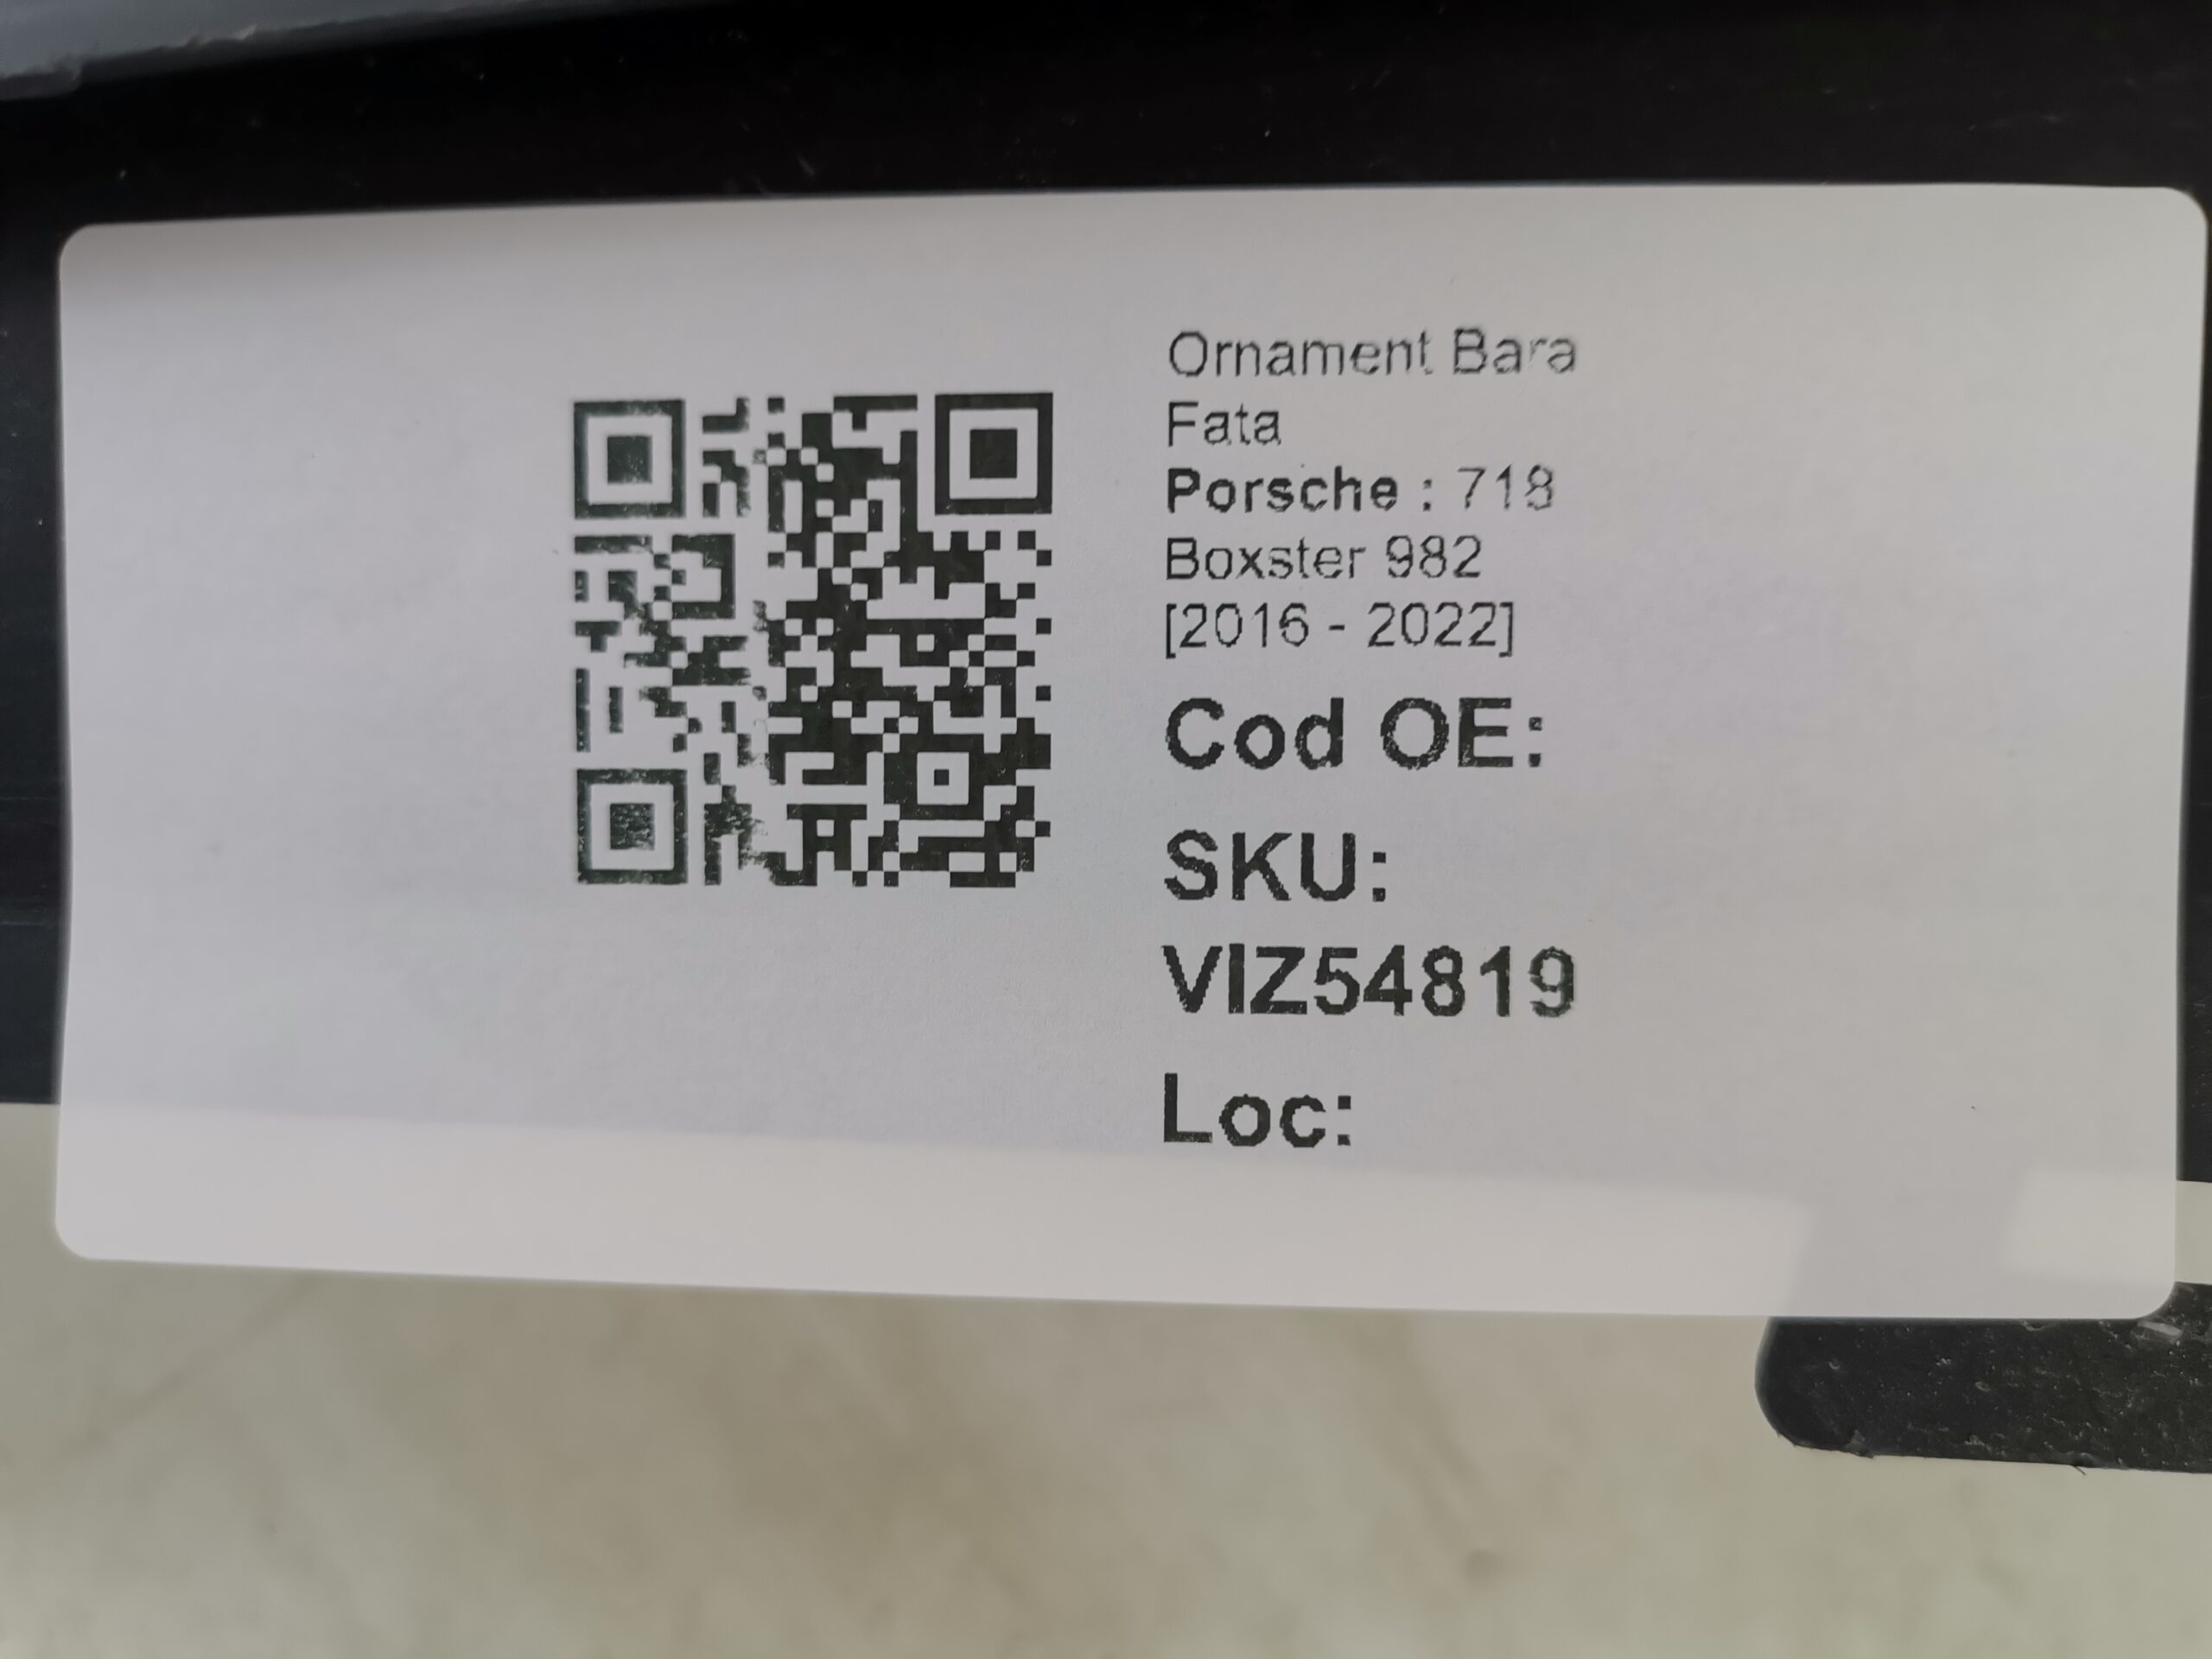 Ornament Bara
Fata
Porsche : 718
Boxster 982
[2016 - 2022]
Cod OE:
SKU:
VIZ54819
Loc: